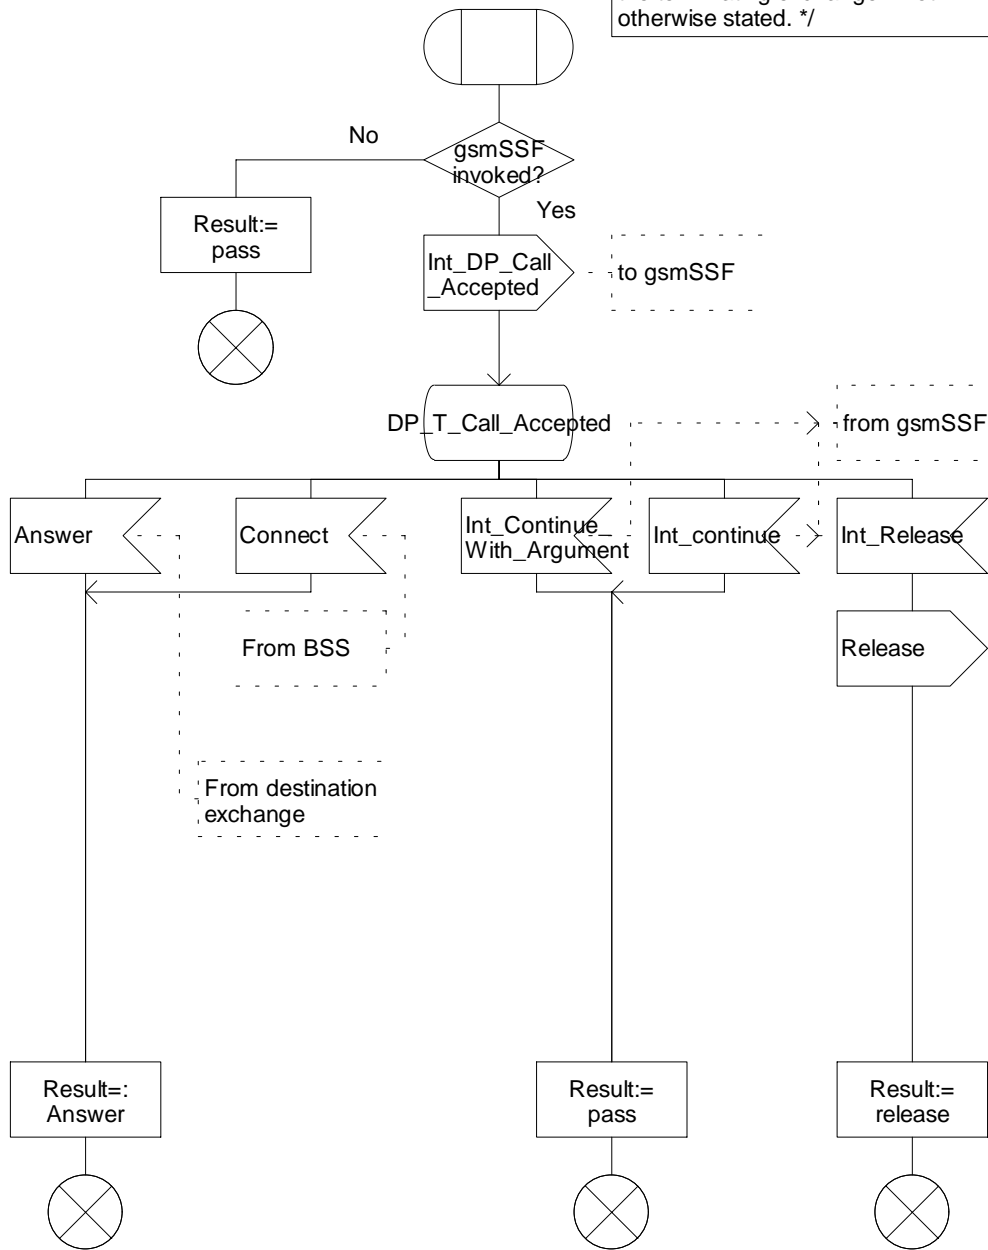 otherwise stated. */
No
gsmSSF
invoked?
Yes
Result:=
pass
Int_DP_Call
_Accepted
to gsmSSF
DP_T_Call_Accepted
from gsmSSF
Answer
Connect
Int_Continue_
With_Argument
Int_continue
Int_Release
From BSS
Release
From destination
exchange
Result=:
Answer
Result:=
pass
Result:=
release